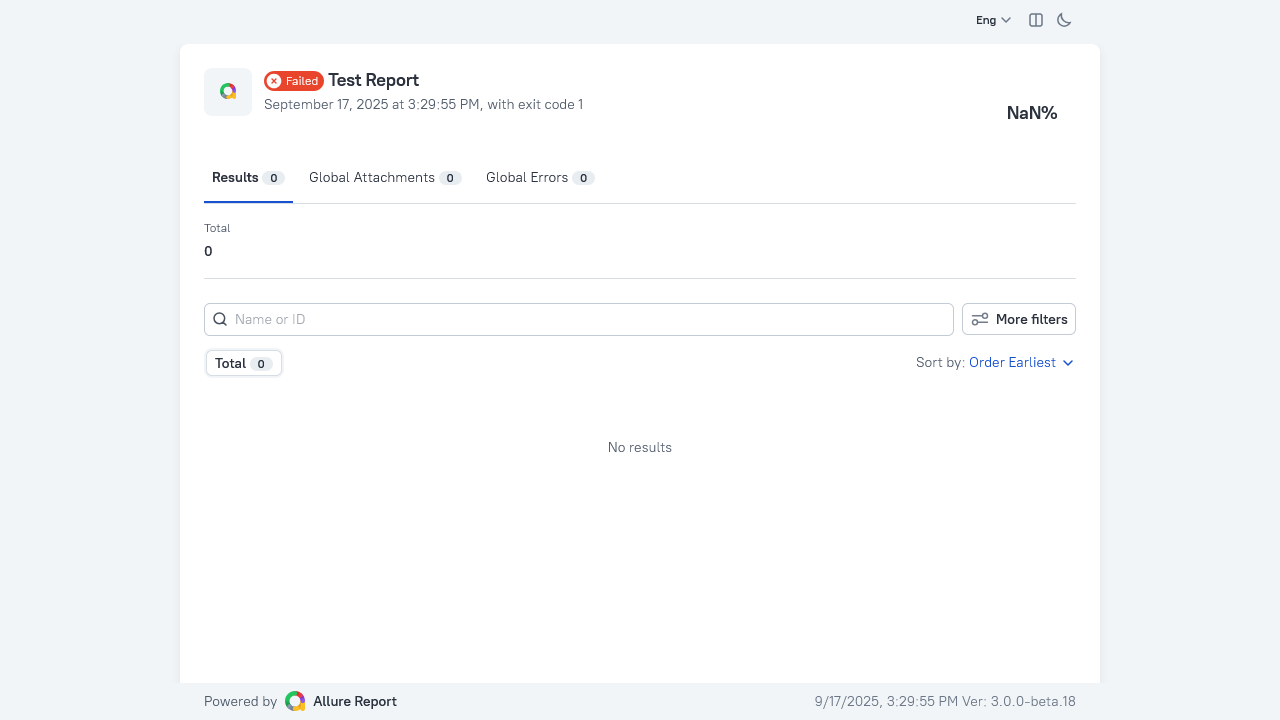 Eng
Failed Test Report
September 17, 2025 at 3:29:55 PM, with exit code 1
NaN%
Results 0 Global Attachments 0 Global Errors 0
Total
0
Name or ID More filters
Total 0 Sort by: Order Earliest
No results
Powered by Allure Report 9/17/2025, 3:29:55 PM Ver: 3.0.0-beta.18